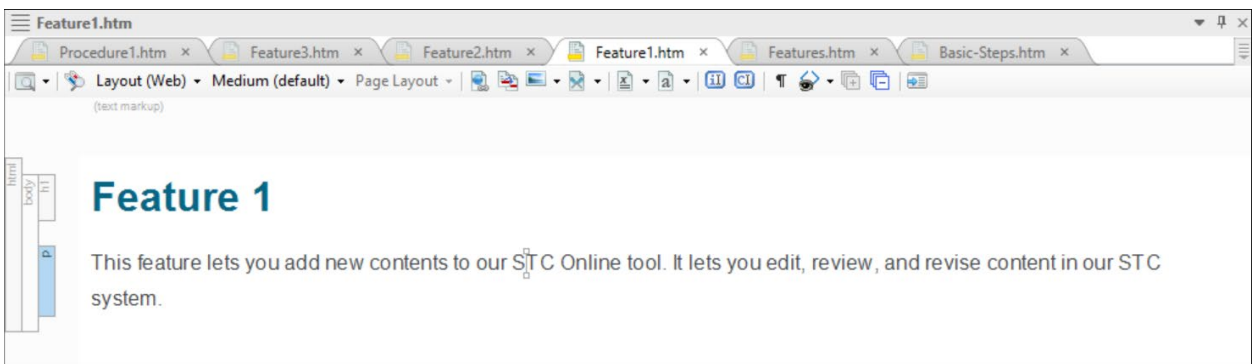 Feature1.htm
Procedure1.htm Feature3.htm Feature2.htm Feature1.htm Features.htm Basic-Steps.htm
Layout (Web) Medium (default) Page Layout
(text markup)
html
body
h1
Feature 1
p
This feature lets you add new contents to our STC Online tool. It lets you edit, review, and revise content in our STC
system.